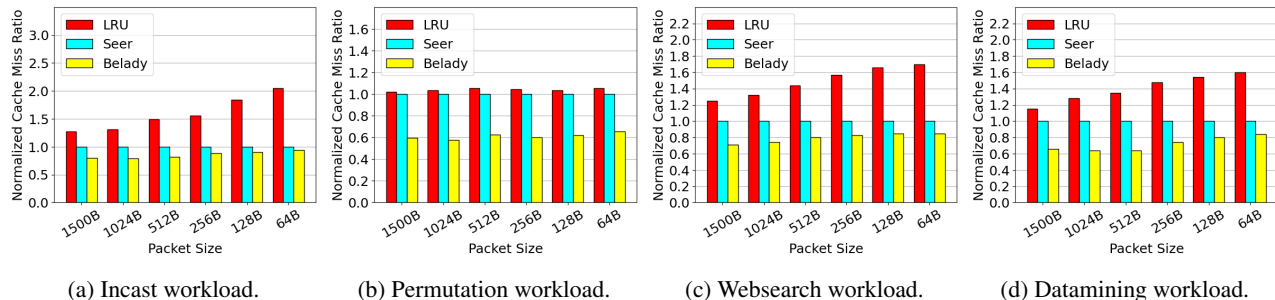 Normalized Cache Miss Ratio
3.0
2.5
2.0
1.5
1.0
0.5
0.0
LRU
Seer
Belady
1500B
1024B
512B
256B
128B
64B
Packet Size
(a) Incast workload.
Normalized Cache Miss Ratio
1.6
1.4
1.2
1.0
0.8
0.6
0.4
0.2
0.0
LRU
Seer
Belady
1500B
1024B
512B
256B
128B
64B
Packet Size
(b) Permutation workload.
Normalized Cache Miss Ratio
2.2
2.0
1.8
1.6
1.4
1.2
1.0
0.8
0.6
0.4
0.2
0.0
LRU
Seer
Belady
1500B
1024B
512B
256B
128B
64B
Packet Size
(c) Websearch workload.
Normalized Cache Miss Ratio
2.2
2.0
1.8
1.6
1.4
1.2
1.0
0.8
0.6
0.4
0.2
0.0
LRU
Seer
Belady
1500B
1024B
512B
256B
128B
64B
Packet Size
(d) Datamining workload.